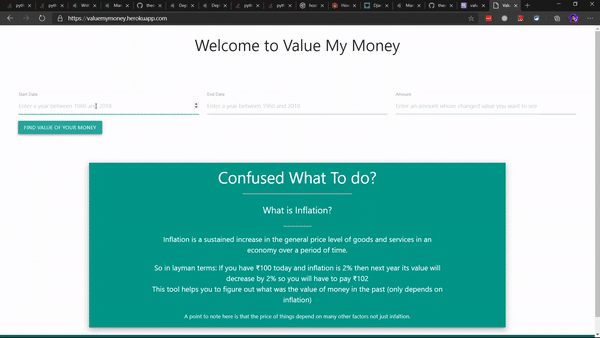 pyth
pyth
Writ
Man
ther
Dep
Dep
pyth
pyth
hero
Hero
Djan
Man
ther
valu
Valu
https://valuemymoney.herokuapp.com
Welcome to Value My Money
Start Date
End Date
Amount
Enter a year between 1960 and 2018
Enter a year between 1960 and 2018
Enter an amount whose changed value you want to see
FIND VALUE OF YOUR MONEY
Confused What To do?
What is Inflation?
Inflation is a sustained increase in the general price level of goods and services in an
economy over a period of time.
So in layman terms: If you have ₹100 today and inflation is 2% then next year its value will
decrease by 2% so you will have to pay ₹102
This tool helps you to figure out what was the value of money in the past (only depends on
inflation)
A point to note here is that the price of things depend on many other factors not just inflation.